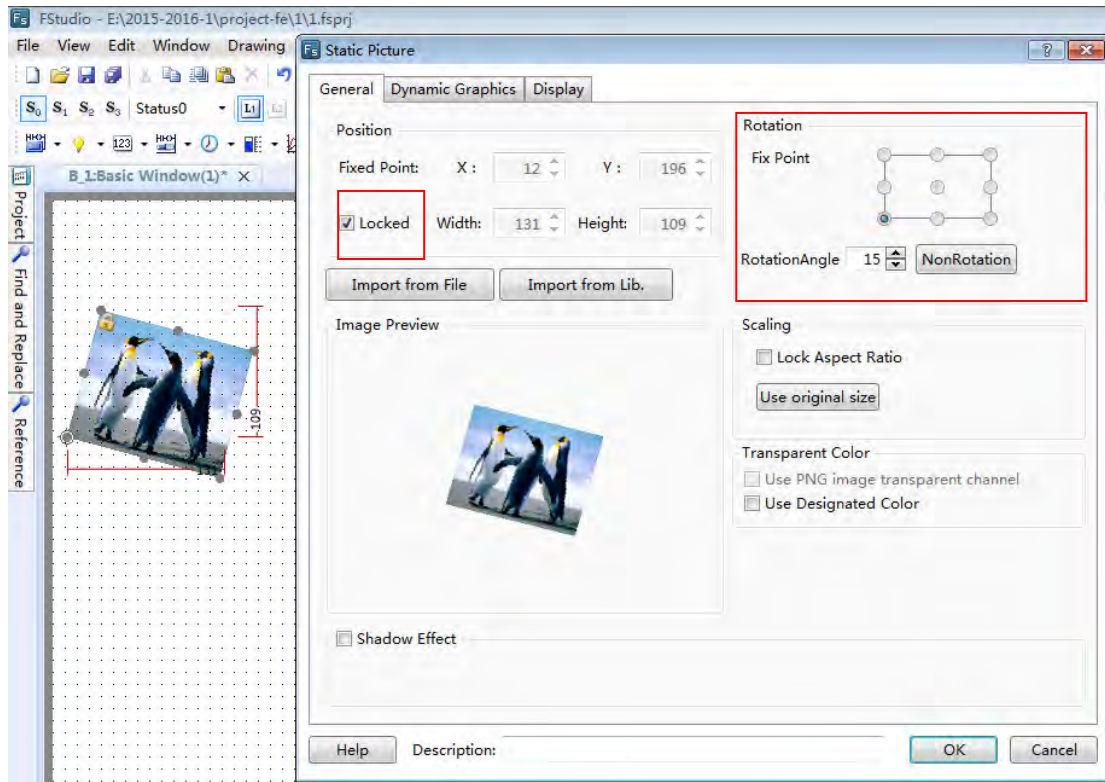 FStudio - E:\2015-2016-1\project-fe\1\1.fsprj
File View Edit Window Drawing
S0 S1 S2 S3 Status0 L1
123
B_1:Basic Window(1)* X
Project
Find and Replace
Reference
109
Static Picture
General Dynamic Graphics Display
Position
Fixed Point: X : 12 Y : 196
Locked Width: 131 Height: 109
Import from File Import from Lib.
Image Preview
Rotation
Fix Point
RotationAngle 15 NonRotation
Scaling
Lock Aspect Ratio
Use original size
Transparent Color
Use PNG image transparent channel
Use Designated Color
Shadow Effect
Help Description: OK Cancel